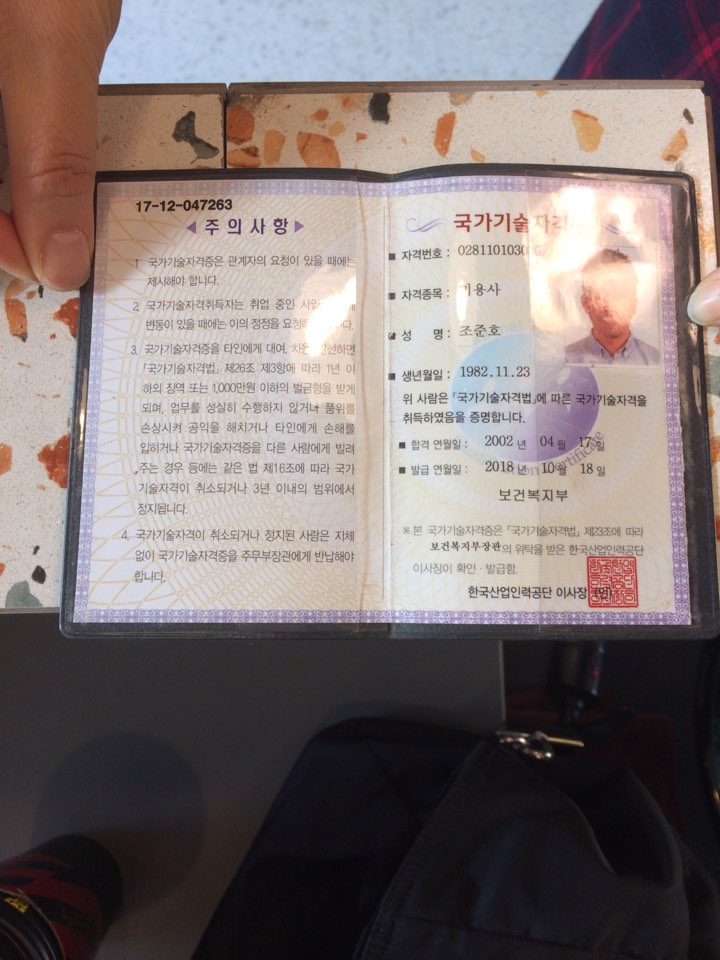 17-12-047263
◀주의사항▶
1. 국가기술자격증은 관계자의 요청이 있을 때에는
제시해야 합니다.
2. 국가기술자격취득자는 취업 중인
변동이 있을 때에는 이의 정정을
3. 국가기술자격증을 타인에게 대여,
「국가기술자격법」 제26조 제3항에 따라 1년 이
하의 징역 또는 1,000만원 이하의 벌금형을 받게
되며, 업무를 성실히 수행하지 않거나 품위를
손상시켜 공익을 해치거나 타인에게 손해를
입히거나 국가기술자격증을 다른 사람에게 빌려
주는 경우 등에는 같은 법 제16조에 따라 국가
기술자격이 취소되거나 3년 이내의 범위에서
정지됩니다.
4. 국가기술자격이 취소되거나 정지된 사람은 지체
없이 국가기술자격증을 주무부장관에게 반납해야
합니다.
국가기술자격
■ 자격번호 :
■ 자격종목 :
■ 성 명 : 조준호
■ 생년월일 : 1982.11.23
위 사람은 「국가기술자격법」에 따른 국가기술자격을
취득하였음을 증명합니다.
■ 합격 연월일 : 2002 년 04 월 17 일
■ 발급 연월일 : 2018 년 10 월 18 일
보건복지부
※ 본 국가기술자격증은 「국가기술자격법」 제23조에 따라
보건복지부장관의 위탁을 받은 한국산업인력공단
이사장이 확인·발급함.
한국산업인력공단 이사장 (인)